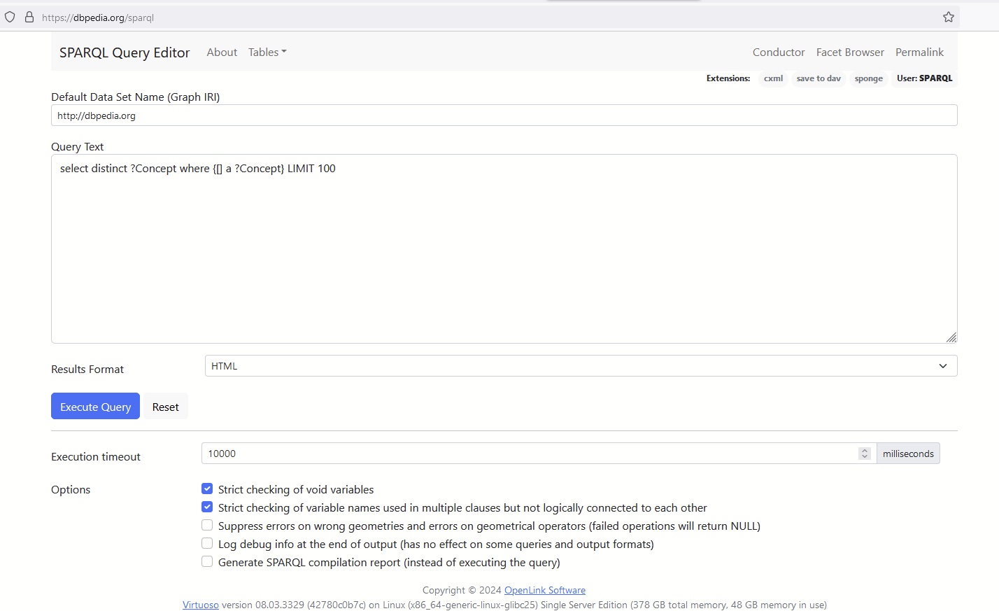 https://dbpedia.org/sparql
SPARQL Query Editor About Tables Conductor Facet Browser Permalink
Extensions: cxml save to dav sponge User: SPARQL
Default Data Set Name (Graph IRI)
http://dbpedia.org
Query Text
select distinct ?Concept where {[] a ?Concept} LIMIT 100
Results Format HTML
Execute Query Reset
Execution timeout 10000 milliseconds
Options Strict checking of void variables
Strict checking of variable names used in multiple clauses but not logically connected to each other
Suppress errors on wrong geometries and errors on geometrical operators (failed operations will return NULL)
Log debug info at the end of output (has no effect on some queries and output formats)
Generate SPARQL compilation report (instead of executing the query)
Copyright © 2024 OpenLink Software
Virtuoso version 08.03.3329 (42780c0b7c) on Linux (x86_64-generic-linux-glibc25) Single Server Edition (378 GB total memory, 48 GB memory in use)